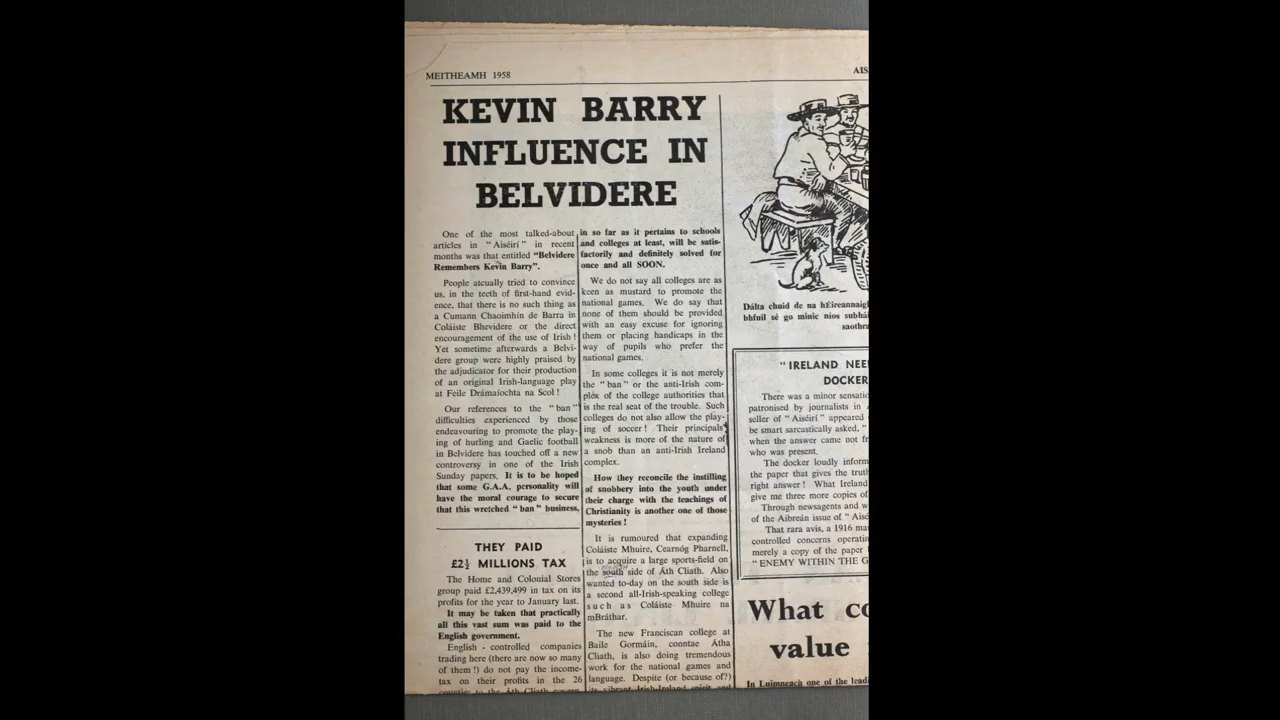 MEITHEAMH 1958
AIS
KEVIN BARRY
INFLUENCE IN
BELVIDERE
One of the most talked-about
articles in "Aiséirí" in recent
months was that entitled "Belvidere
Remembers Kevin Barry".
People atcually tried to convince
us, in the teeth of first-hand evid-
ence, that there is no such thing as
a Cumann Chaoimhín de Barra in
Coláiste Bhevidere or the direct
encouragement of the use of Irish!
Yet sometime afterwards a Belvi-
dere group were highly praised by
the adjudicator for their production
of an original Irish-language play
at Feile Drámaíochta na Scol!
Our references to the "ban"
difficulties experienced by those
endeavouring to promote the play-
ing of hurling and Gaelic football
in Belvidere has touched off a new
controversy in one of the Irish
Sunday papers. It is to be hoped
that some G.A.A. personality will
have the moral courage to secure
that this wretched "ban" business,
in so far as it pertains to schools
and colleges at least, will be satis-
factorily and definitely solved for
once and all SOON.
We do not say all colleges are as
keen as mustard to promote the
national games. We do say that
none of them should be provided
with an easy excuse for ignoring
them or placing handicaps in the
way of pupils who prefer the
national games.
In some colleges it is not merely
the "ban" or the anti-Irish com-
plex of the college authorities that
is the real seat of the trouble. Such
colleges do not also allow the play-
ing of soccer! Their principals'
weakness is more of the nature of
a snob than an anti-Irish Ireland
complex.
How they reconcile the instilling
of snobbery into the youth under
their charge with the teachings of
Christianity is another one of those
mysteries!
It is rumoured that expanding
Coláiste Mhuire, Cearnóg Pharnell,
is to acquire a large sports-field on
the south side of Áth Cliath. Also
wanted to-day on the south side is
a second all-Irish-speaking college
such as Coláiste Mhuire na
mBráthar.
The new Franciscan college at
Baile Gormáin, conntae Átha
Cliath, is also doing tremendous
work for the national games and
language. Despite (or because of?)
its vibrant Irish-Ireland spirit and
THEY PAID
£2½ MILLIONS TAX
The Home and Colonial Stores
group paid £2,439,499 in tax on its
profits for the year to January last.
It may be taken that practically
all this vast sum was paid to the
English government.
English-controlled companies
trading here (there are now so many
of them!) do not pay the income-
tax on their profits in the 26
Dálta chuid de na hÉireannaigh
bhfuil sé go minic níos subhái
saothra
"IRELAND NEE
DOCKER
There was a minor sensatio
patronised by journalists in
seller of "Aiséirí" appeared
be smart sarcastically asked, "
when the answer came not fr
who was present.
The docker loudly inform
the paper that gives the truth
right answer! What Ireland
give me three more copies of
Through newsagents and w
of the Aibreán issue of "Aisé
That rara avis, a 1916 ma
controlled concerns operatin
merely a copy of the paper
"ENEMY WITHIN THE G
What co
value
In Luimneach one of the leadi